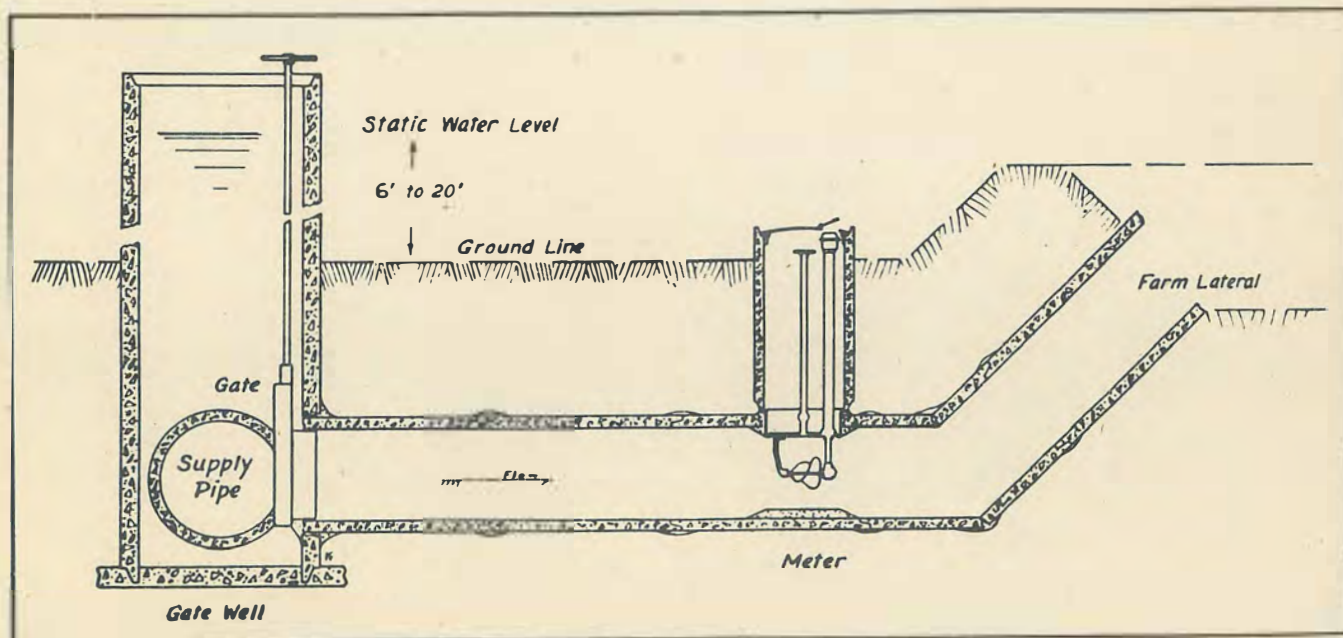 Static Water Level
6' to 20'
Ground Line
Farm Lateral
Gate
Supply
Pipe
Flow
Meter
Gate Well